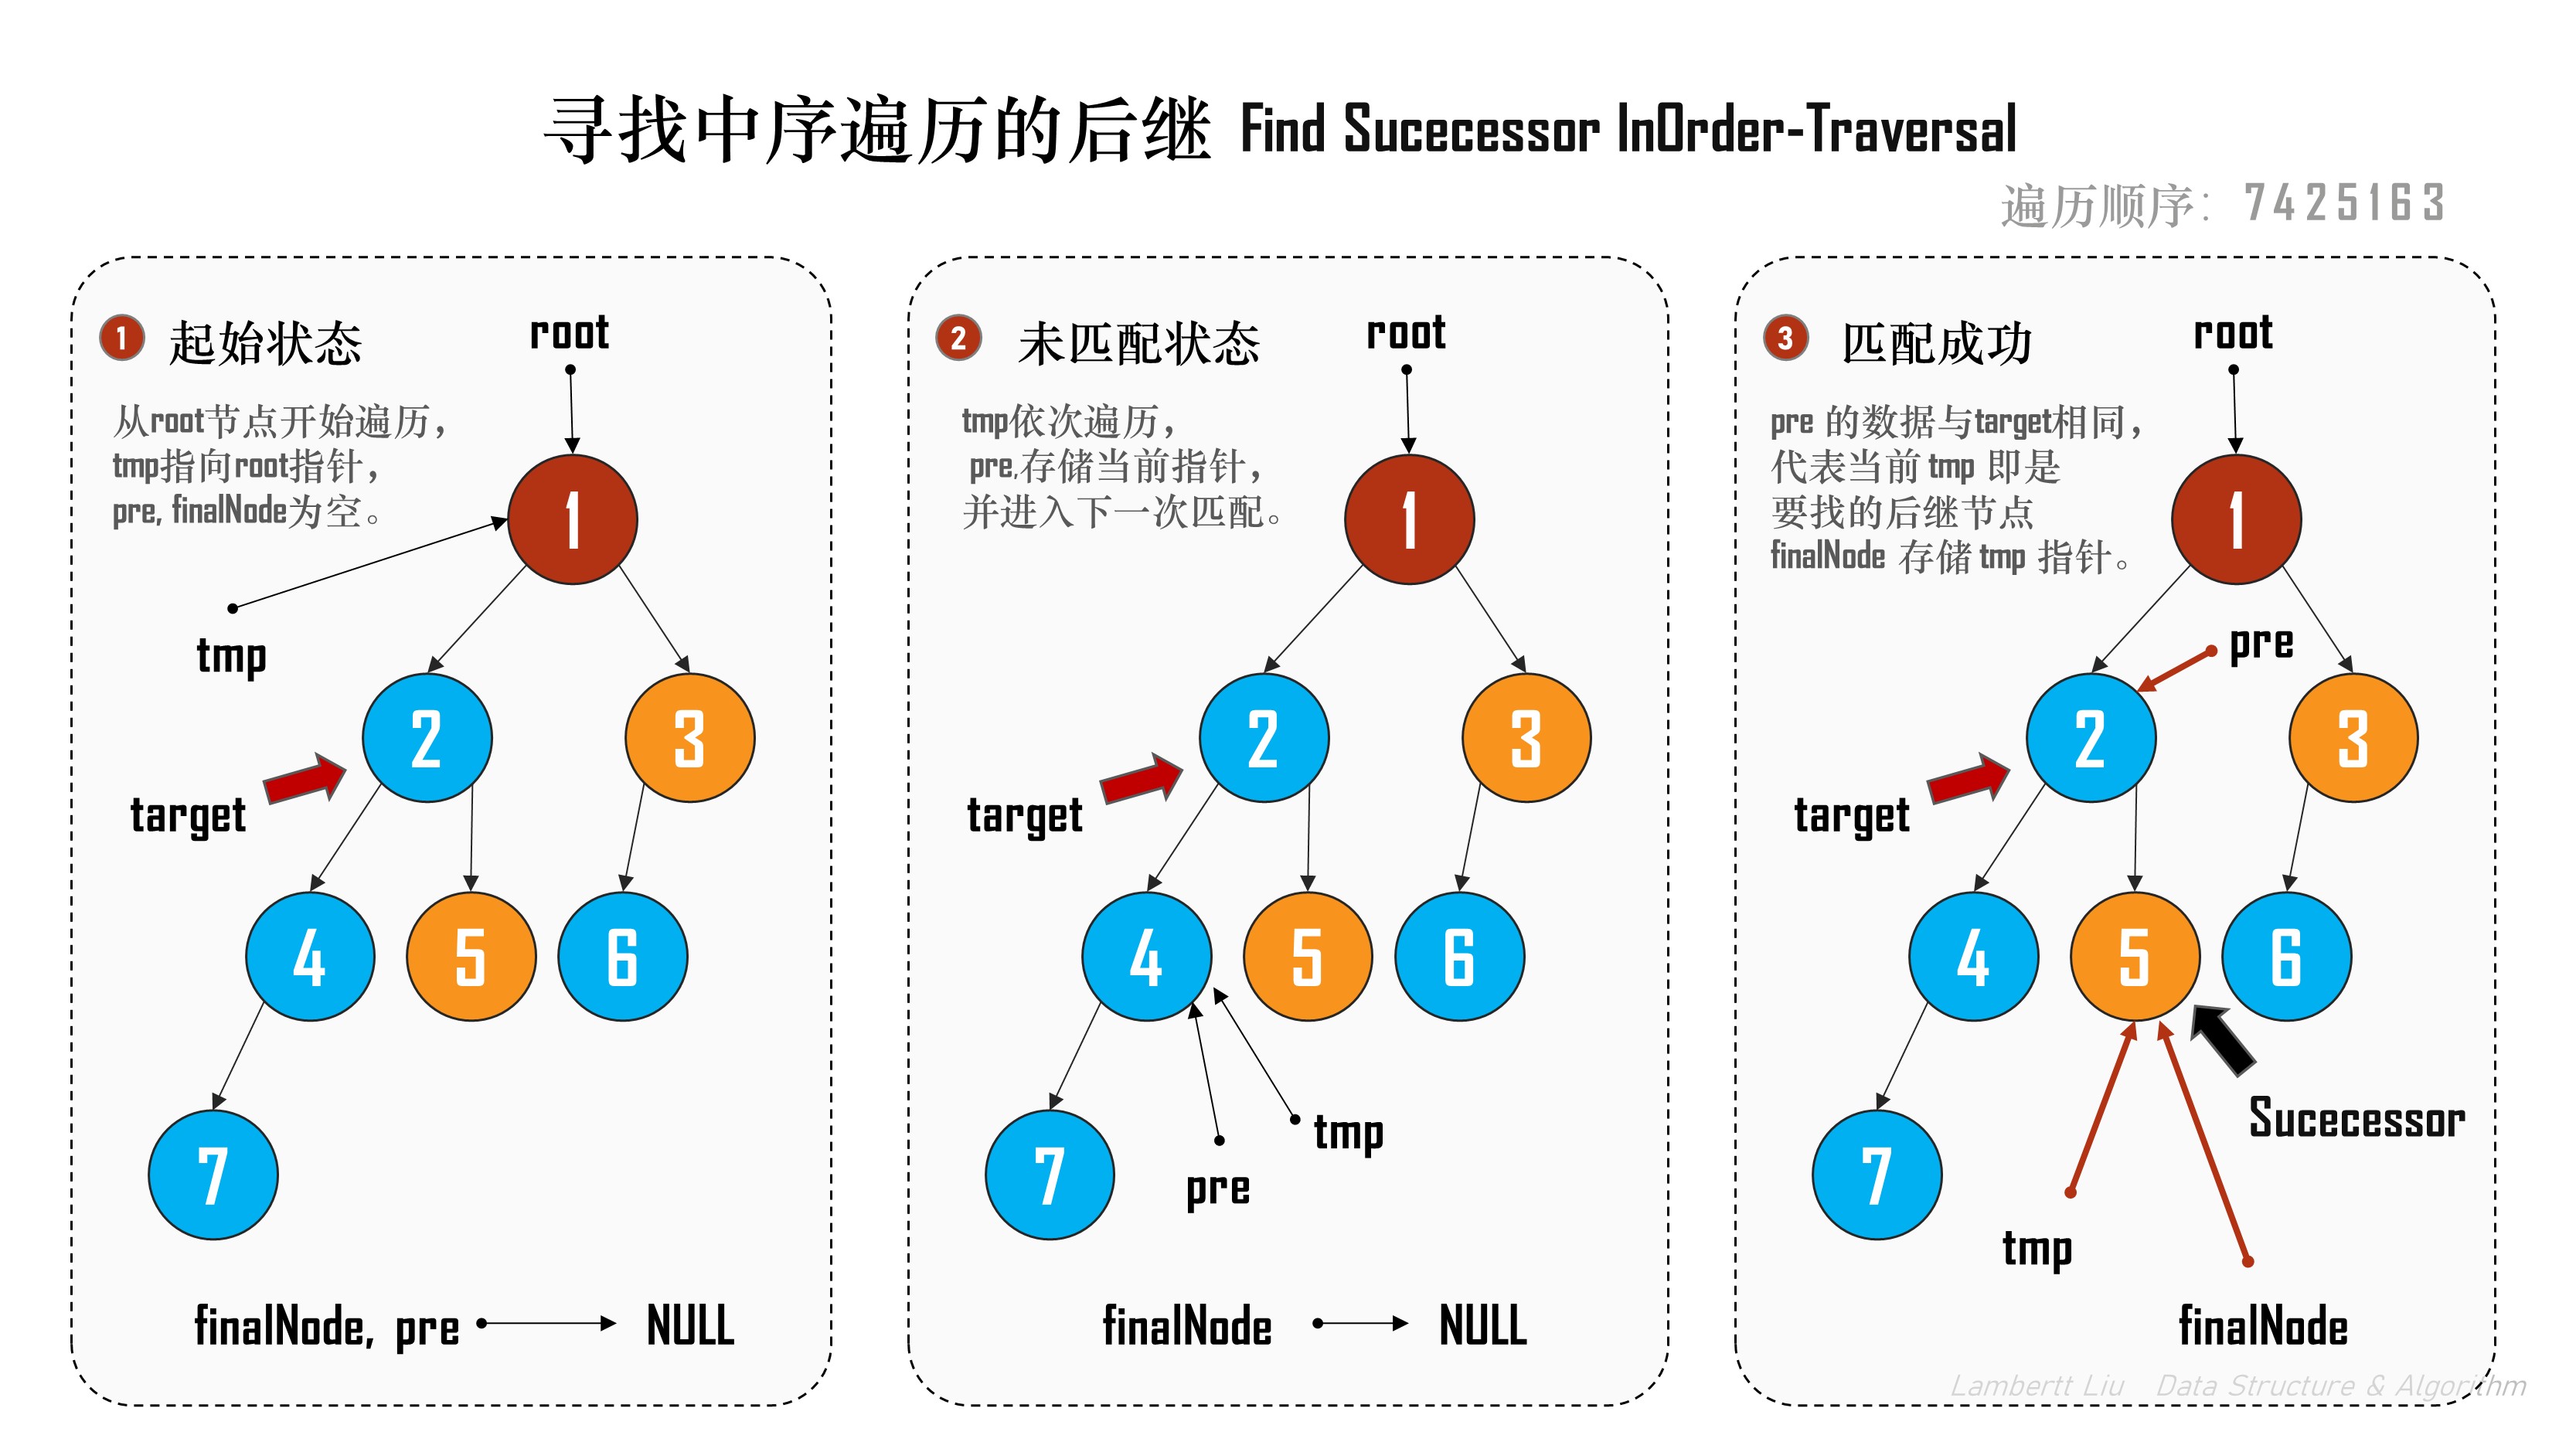 寻找中序遍历的后继 Find Sucecessor InOrder-Traversal
遍历顺序：7 4 2 5 1 6 3
1 起始状态
root
从root节点开始遍历，
tmp指向root指针，
pre, finalNode为空。
1
tmp
2
3
target
4
5
6
7
finalNode, pre
NULL
2 未匹配状态
root
tmp依次遍历，
pre,存储当前指针，
并进入下一次匹配。
1
2
3
target
4
5
6
tmp
7
pre
finalNode
NULL
3 匹配成功
root
pre 的数据与target相同，
代表当前 tmp 即是
要找的后继节点
finalNode 存储 tmp 指针。
1
pre
2
3
target
4
5
6
Sucecessor
7
tmp
finalNode
Lambertt Liu Data Structure & Algorithm